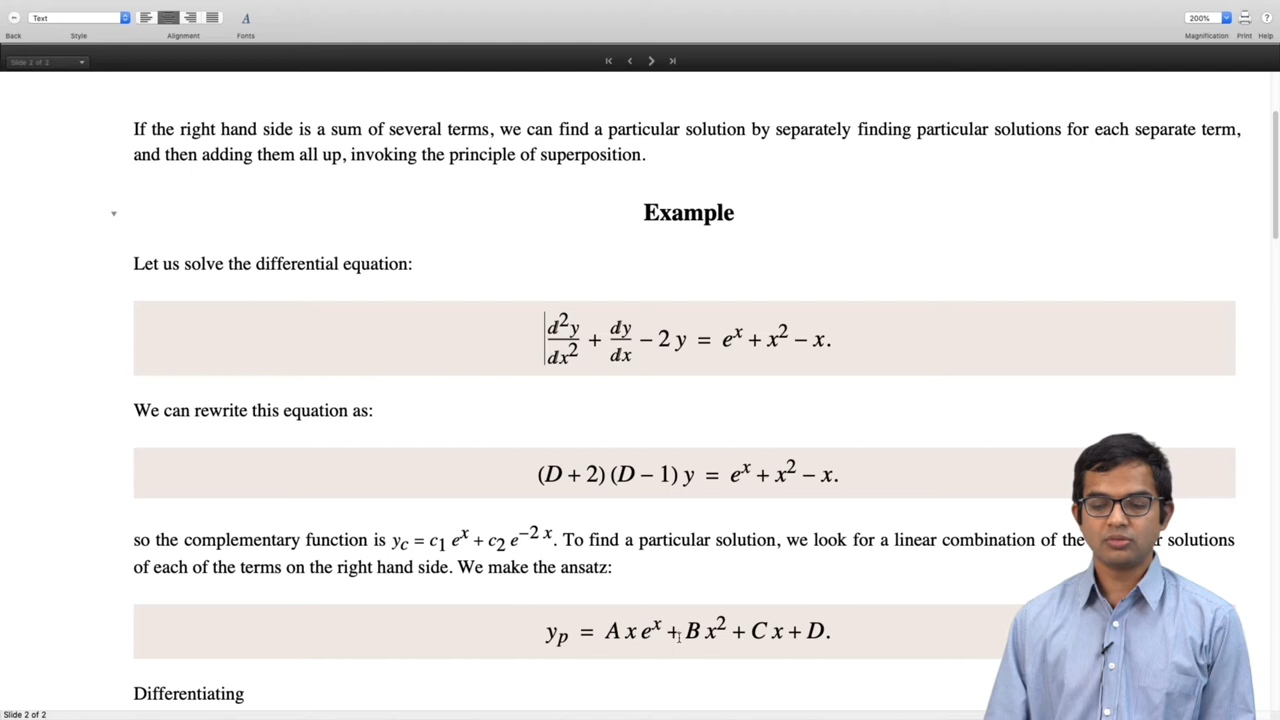 Text
200%
Back Style Alignment Fonts Magnification Print Help
Slide 2 of 2
If the right hand side is a sum of several terms, we can find a particular solution by separately finding particular solutions for each separate term,
and then adding them all up, invoking the principle of superposition.
Example
Let us solve the differential equation:
d²y/dx² + dy/dx − 2 y = eˣ + x² − x.
We can rewrite this equation as:
(D + 2) (D − 1) y = eˣ + x² − x.
so the complementary function is y_c = c₁ eˣ + c₂ e^(−2 x). To find a particular solution, we look for a linear combination of the solutions
of each of the terms on the right hand side. We make the ansatz:
y_p = A x eˣ + B x² + C x + D.
Differentiating
Slide 2 of 2